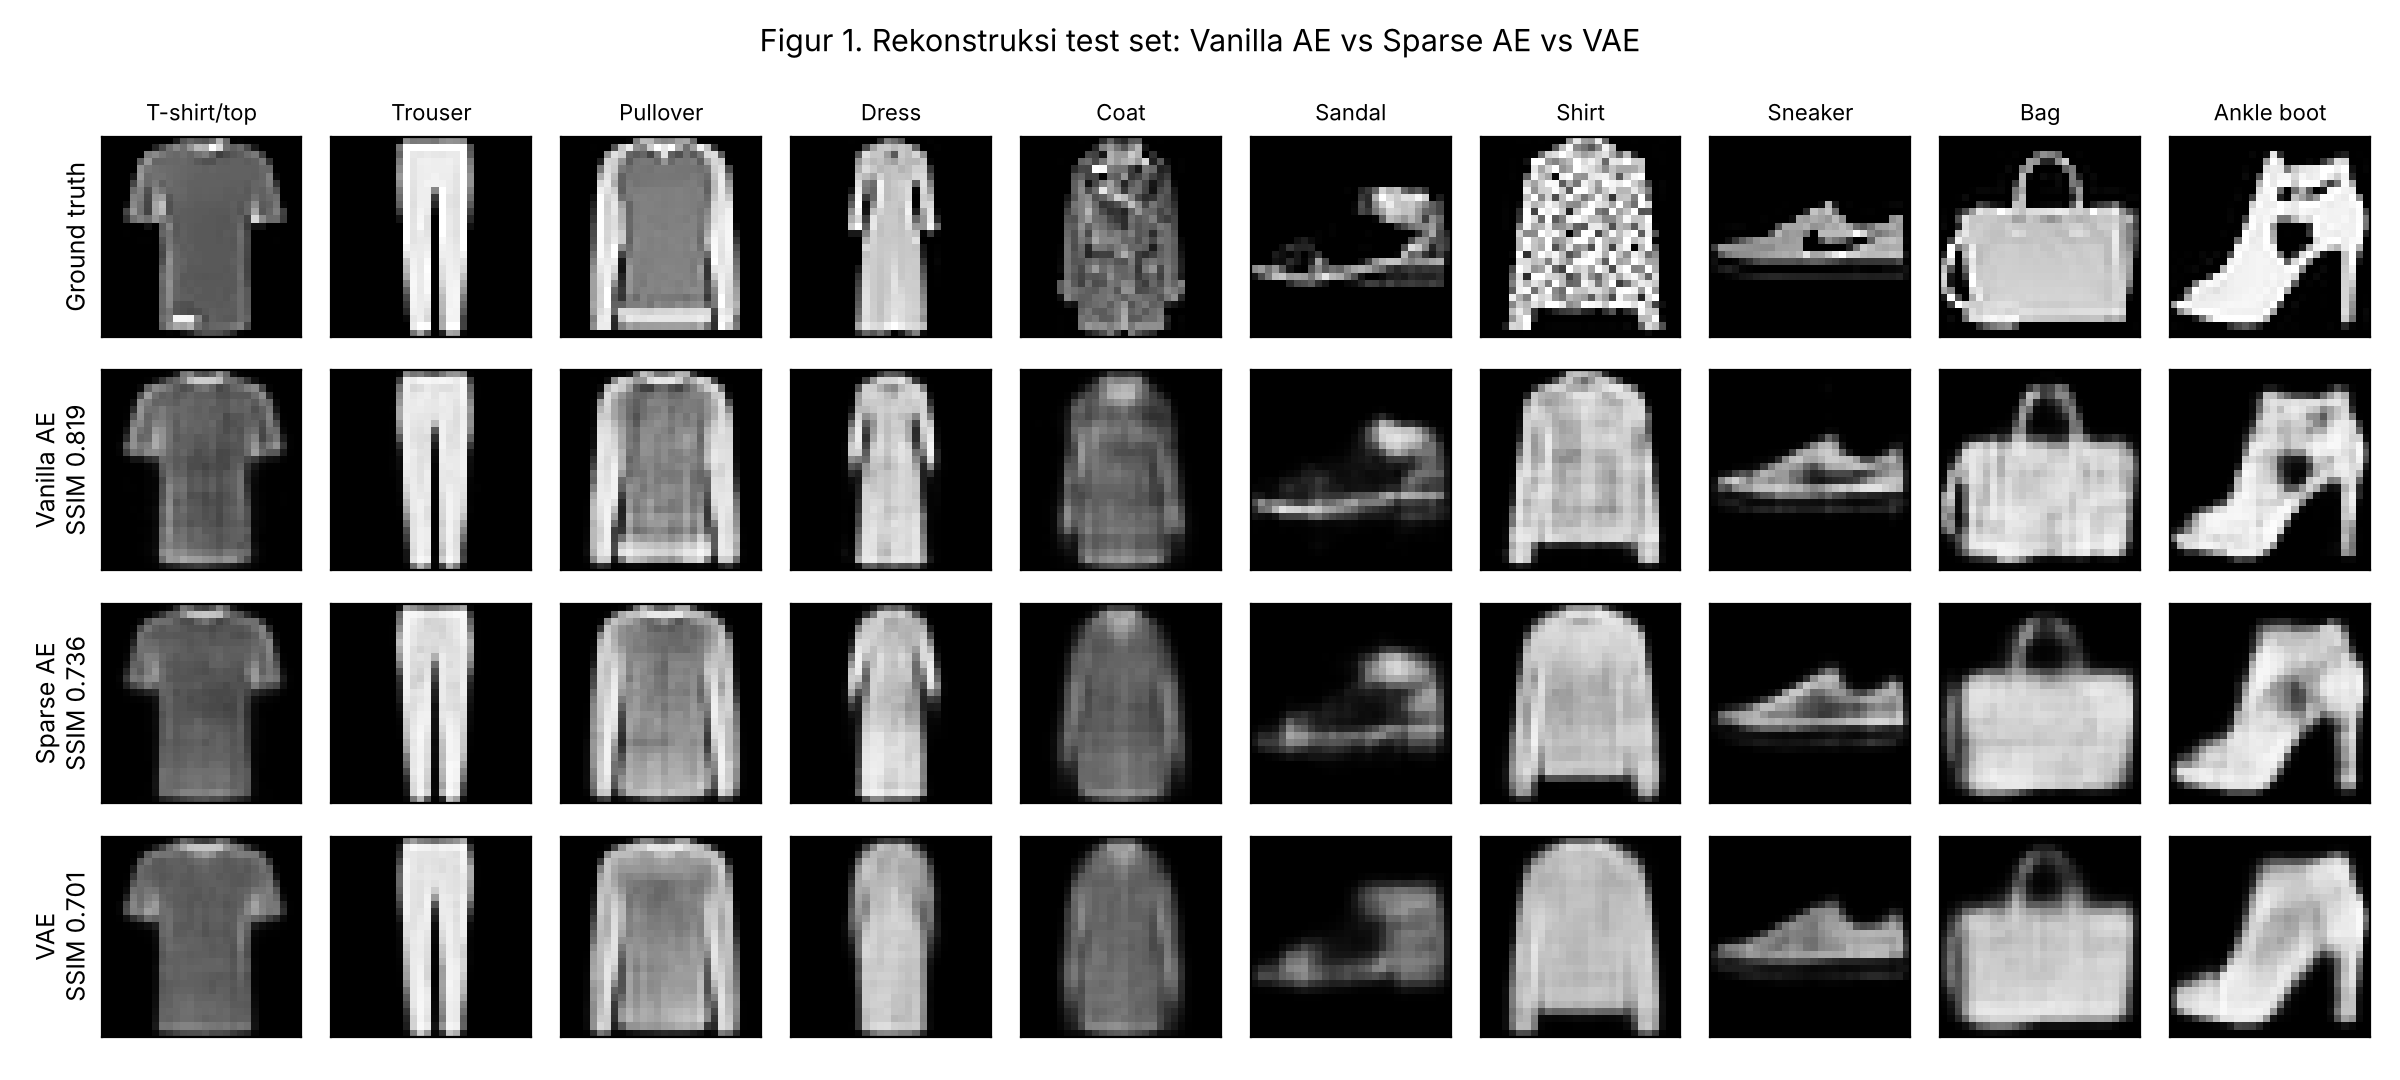 Figur 1. Rekonstruksi test set: Vanilla AE vs Sparse AE vs VAE
T-shirt/top
Trouser
Pullover
Dress
Coat
Sandal
Shirt
Sneaker
Bag
Ankle boot
Ground truth
Vanilla AE
SSIM 0.819
Sparse AE
SSIM 0.736
VAE
SSIM 0.701